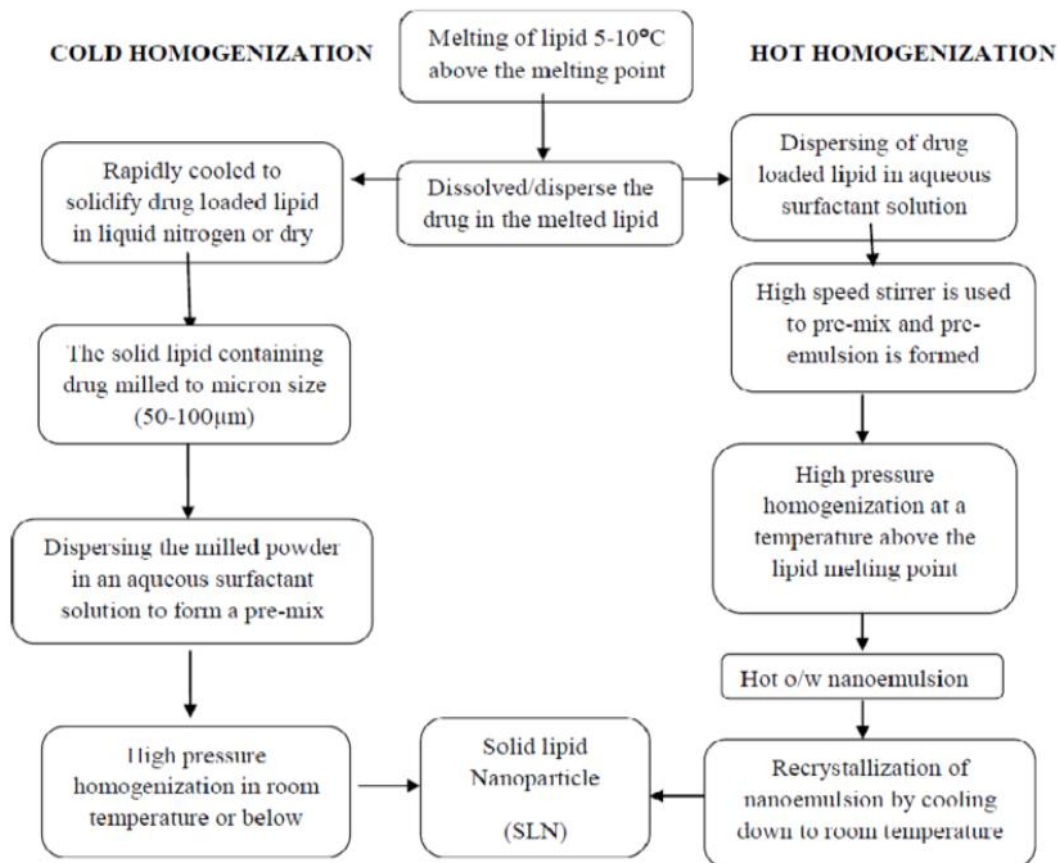 COLD HOMOGENIZATION
Melting of lipid 5-10°C
above the melting point
HOT HOMOGENIZATION
Rapidly cooled to
solidify drug loaded lipid
in liquid nitrogen or dry
Dissolved/disperse the
drug in the melted lipid
Dispersing of drug
loaded lipid in aqueous
surfactant solution
The solid lipid containing
drug milled to micron size
(50-100µm)
High speed stirrer is used
to pre-mix and pre-
emulsion is formed
Dispersing the milled powder
in an aqueous surfactant
solution to form a pre-mix
High pressure
homogenization at a
temperature above the
lipid melting point
Hot o/w nanoemulsion
High pressure
homogenization in room
temperature or below
Solid lipid
Nanoparticle
(SLN)
Recrystallization of
nanoemulsion by cooling
down to room temperature